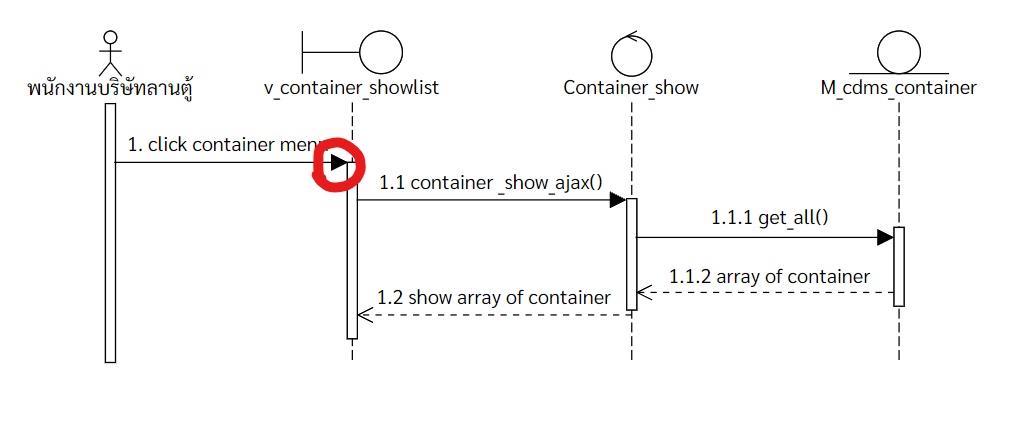 พนักงานบริษัทลานตู้
v_container_showlist
Container_show
M_cdms_container
1. click container menu
1.1 container _show_ajax()
1.1.1 get_all()
1.1.2 array of container
1.2 show array of container